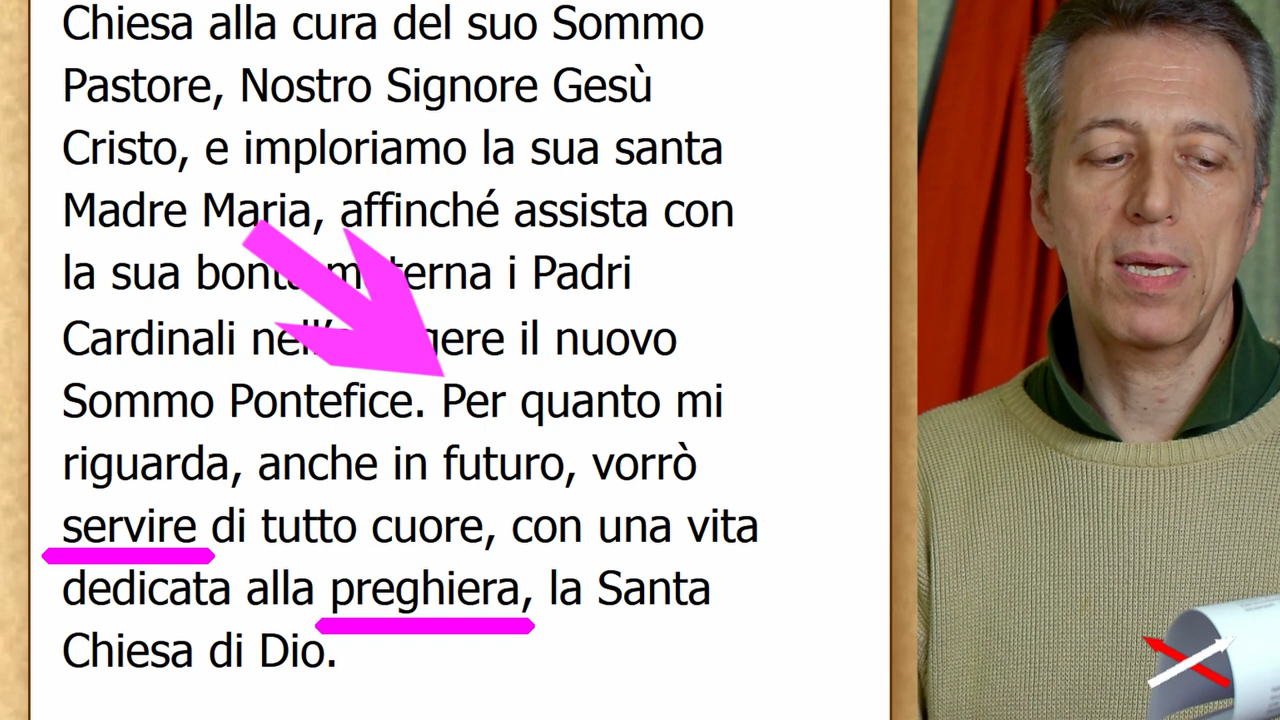 Chiesa alla cura del suo Sommo
Pastore, Nostro Signore Gesù
Cristo, e imploriamo la sua santa
Madre Maria, affinché assista con
la sua bontà materna i Padri
Cardinali il nuovo
Sommo Pontefice. Per quanto mi
riguarda, anche in futuro, vorrò
servire di tutto cuore, con una vita
dedicata alla preghiera, la Santa
Chiesa di Dio.